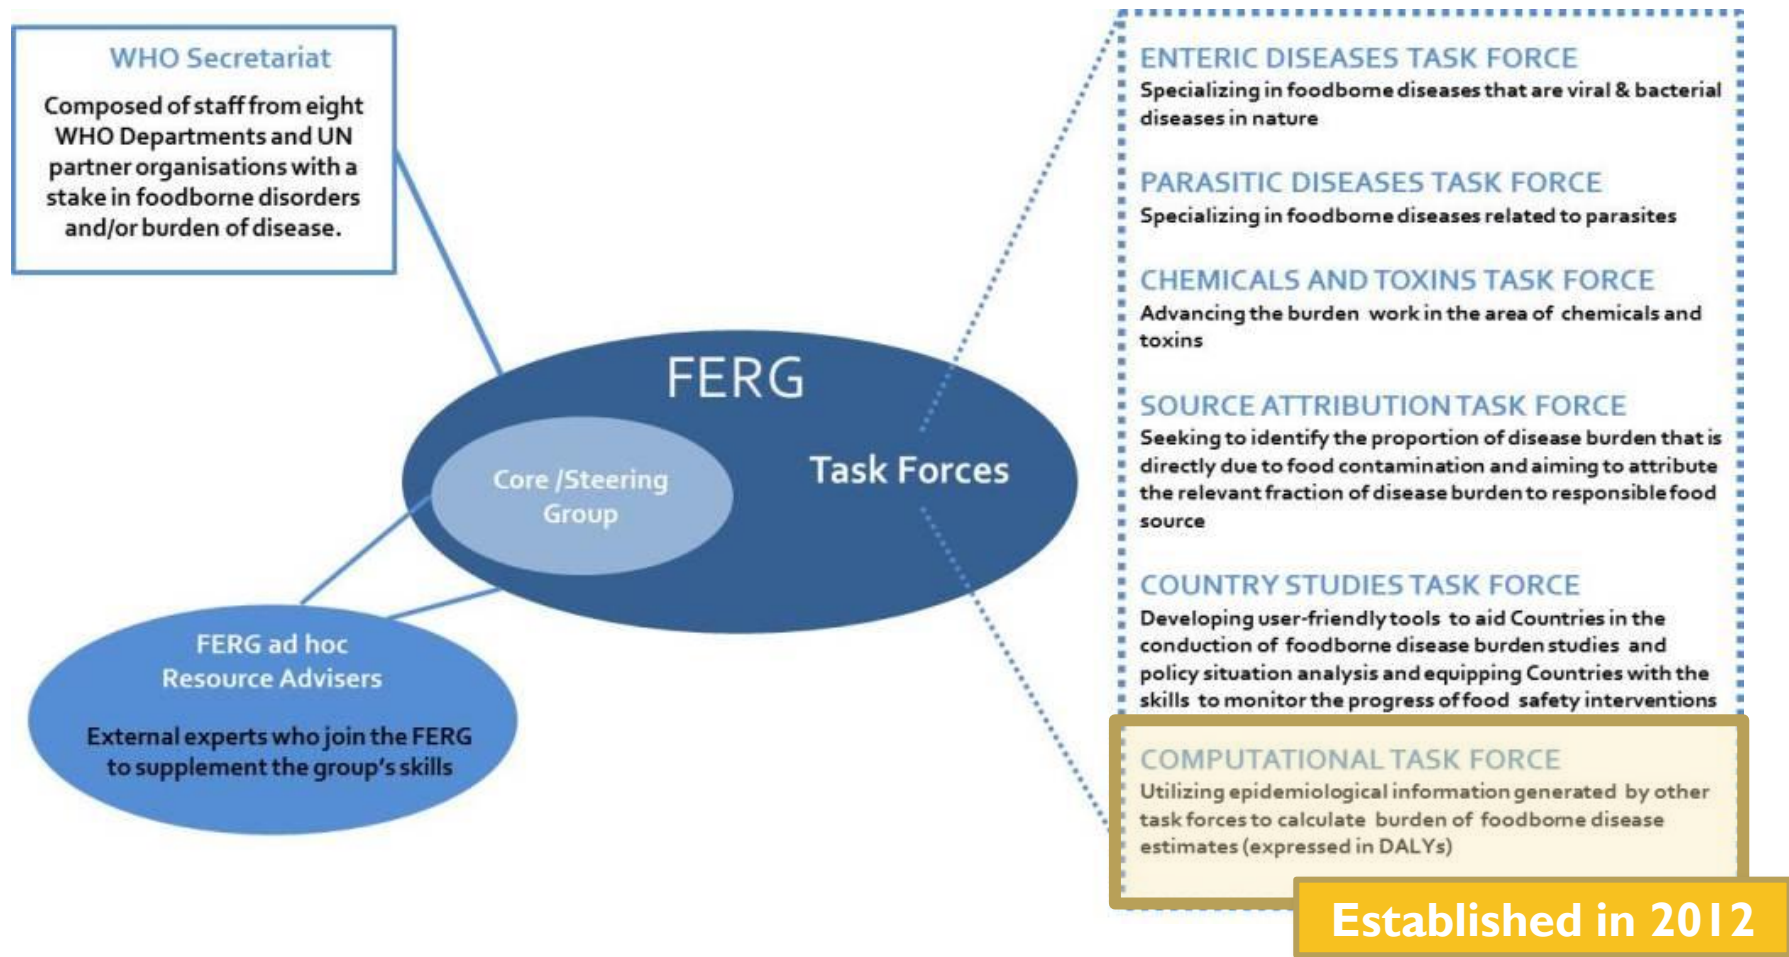 WHO Secretariat
Composed of staff from eight
WHO Departments and UN
partner organisations with a
stake in foodborne disorders
and/or burden of disease.
FERG
Core /Steering
Group
Task Forces
FERG ad hoc
Resource Advisers
External experts who join the FERG
to supplement the group's skills
ENTERIC DISEASES TASK FORCE
Specializing in foodborne diseases that are viral & bacterial
diseases in nature
PARASITIC DISEASES TASK FORCE
Specializing in foodborne diseases related to parasites
CHEMICALS AND TOXINS TASK FORCE
Advancing the burden work in the area of chemicals and
toxins
SOURCE ATTRIBUTION TASK FORCE
Seeking to identify the proportion of disease burden that is
directly due to food contamination and aiming to attribute
the relevant fraction of disease burden to responsible food
source
COUNTRY STUDIES TASK FORCE
Developing user-friendly tools to aid Countries in the
conduction of foodborne disease burden studies and
policy situation analysis and equipping Countries with the
skills to monitor the progress of food safety interventions
COMPUTATIONAL TASK FORCE
Utilizing epidemiological information generated by other
task forces to calculate burden of foodborne disease
estimates (expressed in DALYs)
Established in 2012